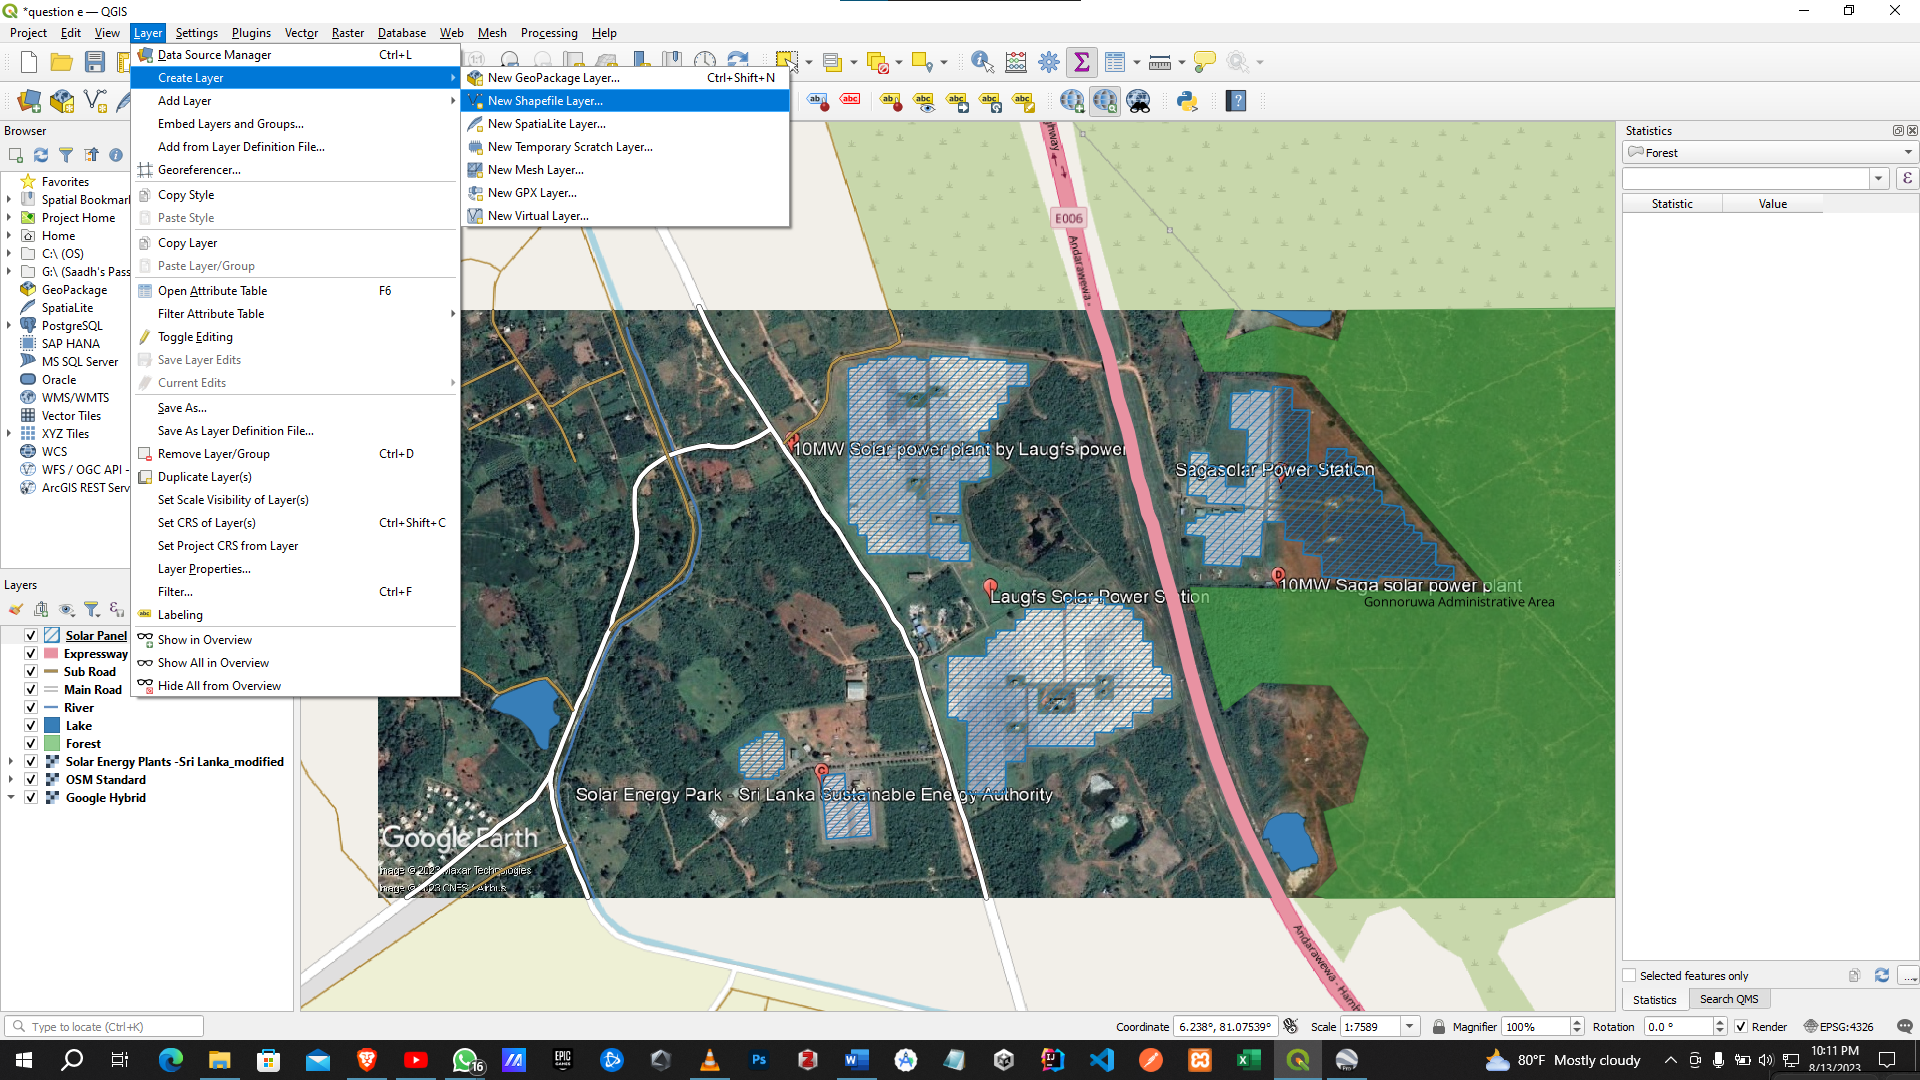 *question e — QGIS
Project Edit View Layer Settings Plugins Vector Raster Database Web Mesh Processing Help
Data Source Manager Ctrl+L
Create Layer
Add Layer
Embed Layers and Groups...
Add from Layer Definition File...
Georeferencer...
Copy Style
Paste Style
Copy Layer
Paste Layer/Group
Open Attribute Table F6
Filter Attribute Table
Toggle Editing
Save Layer Edits
Current Edits
Save As...
Save As Layer Definition File...
Remove Layer/Group Ctrl+D
Duplicate Layer(s)
Set Scale Visibility of Layer(s)
Set CRS of Layer(s) Ctrl+Shift+C
Set Project CRS from Layer
Layer Properties...
Filter... Ctrl+F
Labeling
Show in Overview
Show All in Overview
Hide All from Overview
New GeoPackage Layer... Ctrl+Shift+N
New Shapefile Layer...
New SpatiaLite Layer...
New Temporary Scratch Layer...
New Mesh Layer...
New GPX Layer...
New Virtual Layer...
Browser
Favorites
Spatial Bookmar
Project Home
Home
C:\ (OS)
G:\ (Saadh's Pass
GeoPackage
SpatiaLite
PostgreSQL
SAP HANA
MS SQL Server
Oracle
WMS/WMTS
Vector Tiles
XYZ Tiles
WCS
WFS / OGC API -
ArcGIS REST Serv
Layers
Solar Panel
Expressway
Sub Road
Main Road
River
Lake
Forest
Solar Energy Plants -Sri Lanka_modified
OSM Standard
Google Hybrid
ghway
E006
Andarawewa -
10MW Solar power plant by Laugfs power
Sagasolar Power Station
10MW Saga solar power plant
Gonnoruwa Administrative Area
Laugfs Solar Power Station
Solar Energy Park - Sri Lanka Sustainable Energy Authority
Google Earth
Image © 2023 Maxar Technologies
Image © 2023 CNES / Airbus
Andarawewa - Hamb
Statistics
Forest
Statistic Value
Selected features only
Statistics Search QMS
Type to locate (Ctrl+K)
Coordinate 6.238°, 81.07539° Scale 1:7589 Magnifier 100% Rotation 0.0 ° Render EPSG:4326
16
80°F Mostly cloudy
10:11 PM
8/13/2023